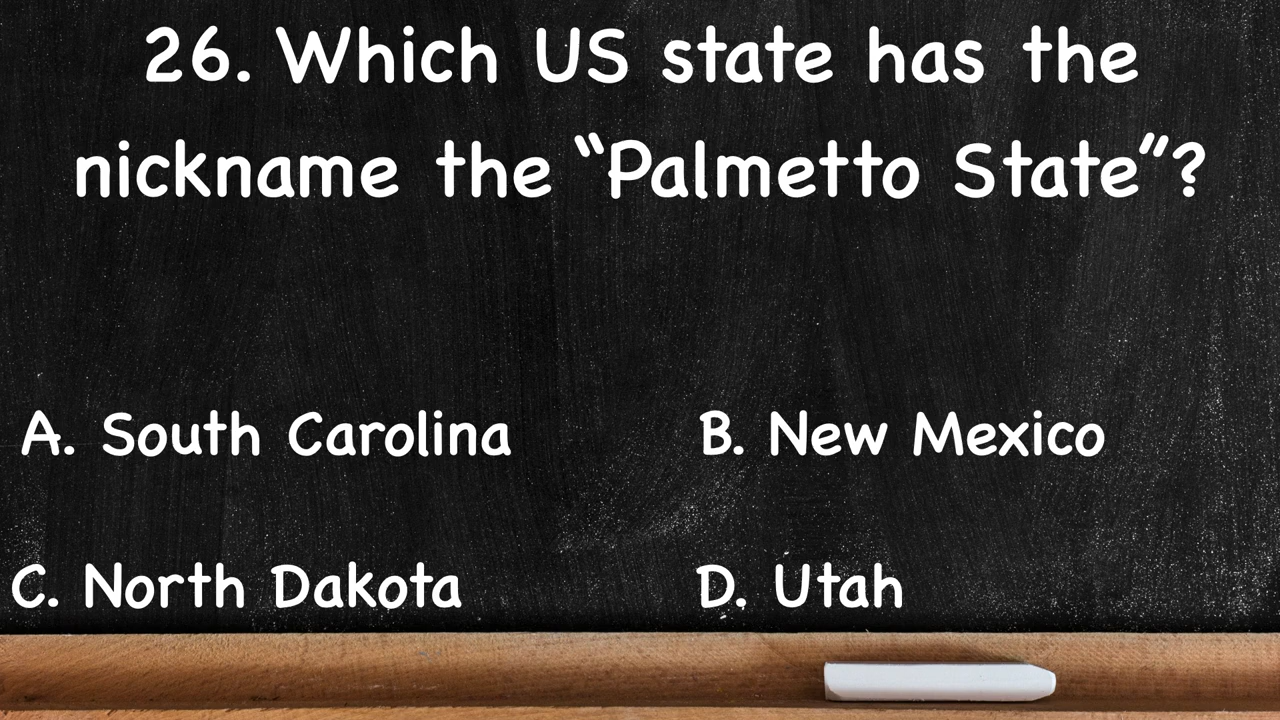 26. Which US state has the
nickname the “Palmetto State”?
A. South Carolina
B. New Mexico
C. North Dakota
D. Utah